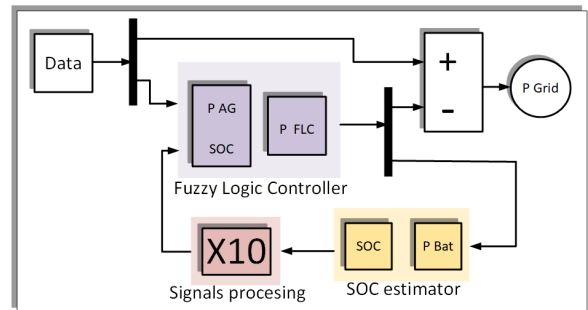 Data
+
-
P Grid
P AG
SOC
P FLC
Fuzzy Logic Controller
X10
Signals procesing
SOC
P Bat
SOC estimator